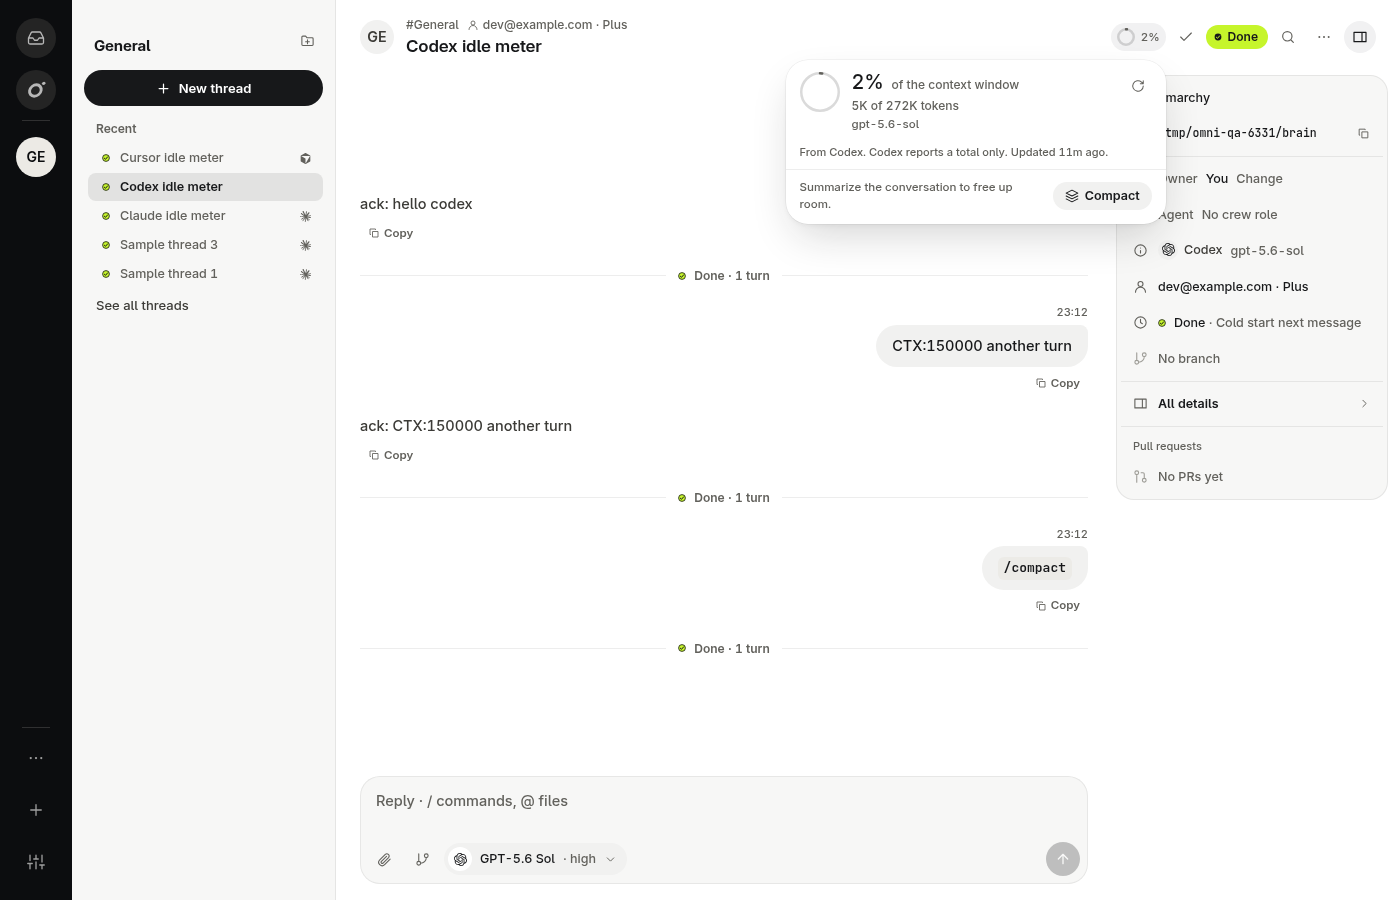 General
New thread
Recent
Cursor idle meter
Codex idle meter
Claude idle meter
Sample thread 3
Sample thread 1
See all threads
GE
GE
#General dev@example.com · Plus
Codex idle meter
2%
Done
2% of the context window
5K of 272K tokens
gpt-5.6-sol
From Codex. Codex reports a total only. Updated 11m ago.
Summarize the conversation to free up
room.
Compact
ack: hello codex
Copy
Done · 1 turn
23:12
CTX:150000 another turn
Copy
ack: CTX:150000 another turn
Copy
Done · 1 turn
23:12
/compact
Copy
Done · 1 turn
Reply · / commands, @ files
GPT-5.6 Sol · high
marchy
tmp/omni-qa-6331/brain
wner You Change
Agent No crew role
Codex gpt-5.6-sol
dev@example.com · Plus
Done · Cold start next message
No branch
All details
Pull requests
No PRs yet